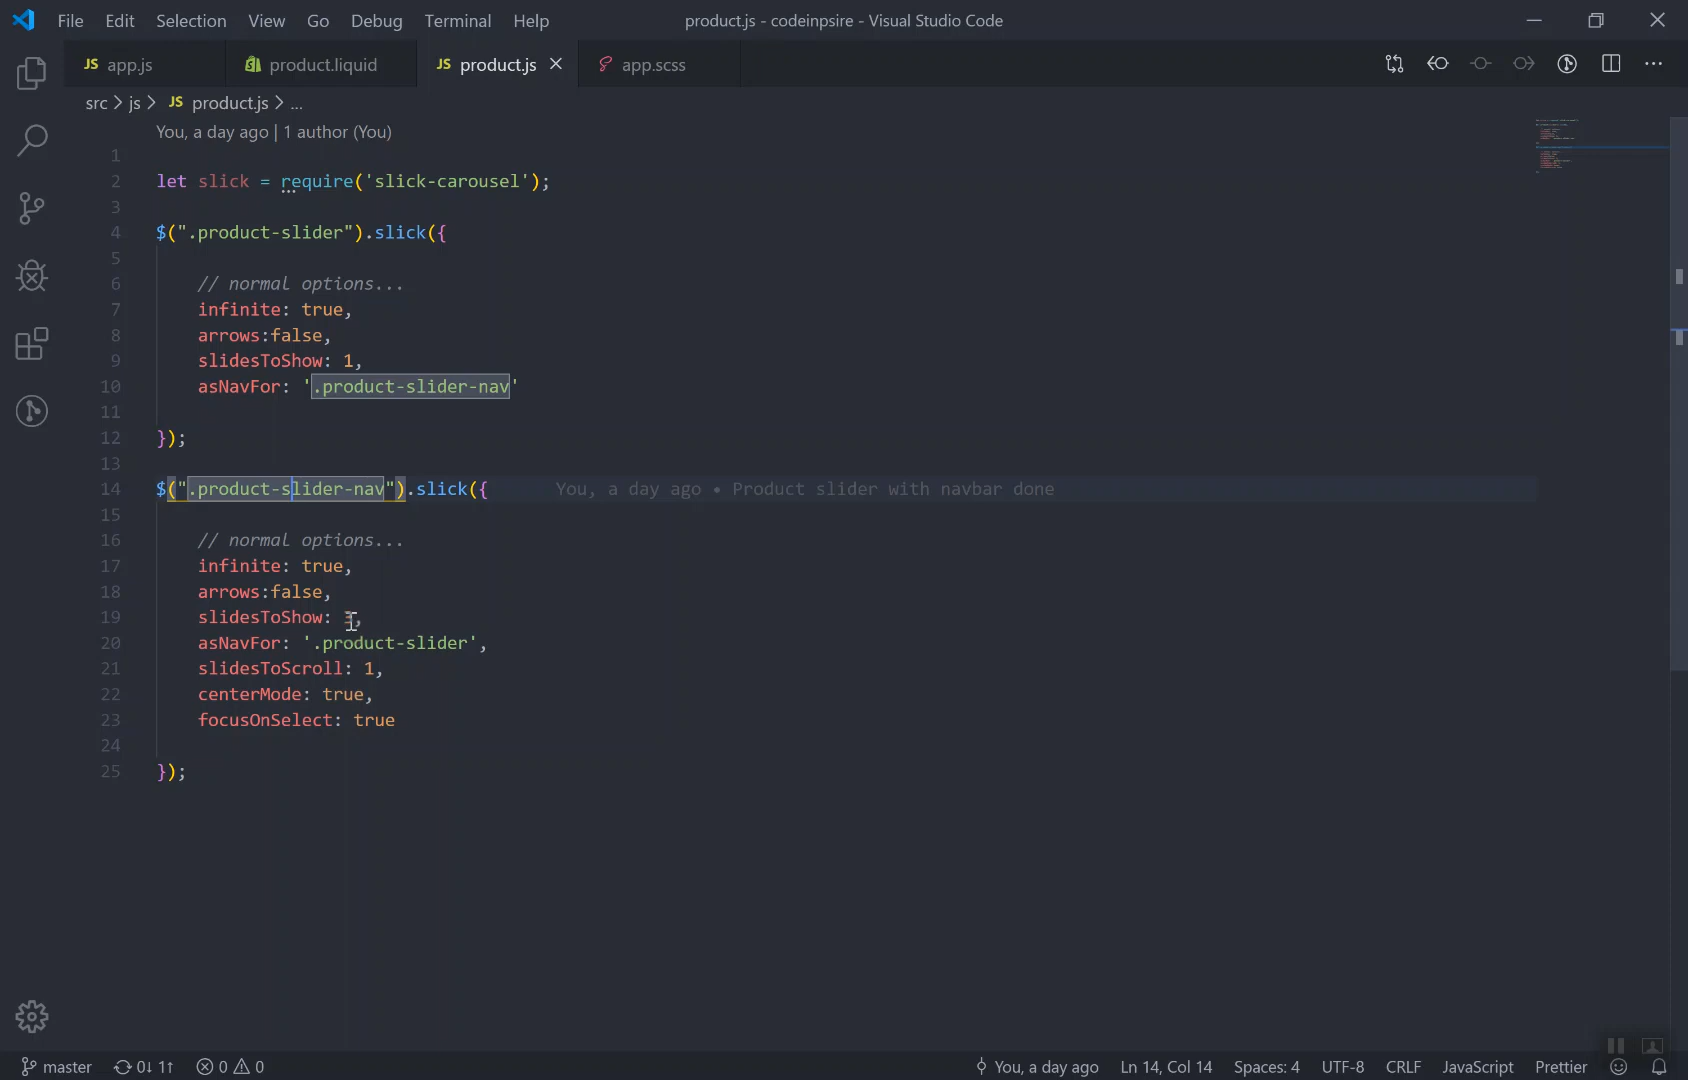 File Edit Selection View Go Debug Terminal Help product.js - codeinpsire - Visual Studio Code
JS app.js product.liquid JS product.js app.scss
src > js > JS product.js > ...
You, a day ago | 1 author (You)
1
2 let slick = require('slick-carousel');
3
4 $(".product-slider").slick({
5
6 // normal options...
7 infinite: true,
8 arrows:false,
9 slidesToShow: 1,
10 asNavFor: '.product-slider-nav'
11
12 });
13
14 $(".product-slider-nav").slick({ You, a day ago • Product slider with navbar done
15
16 // normal options...
17 infinite: true,
18 arrows:false,
19 slidesToShow: ,
20 asNavFor: '.product-slider',
21 slidesToScroll: 1,
22 centerMode: true,
23 focusOnSelect: true
24
25 });
master 0↓ 1↑ 0 0 You, a day ago Ln 14, Col 14 Spaces: 4 UTF-8 CRLF JavaScript Prettier